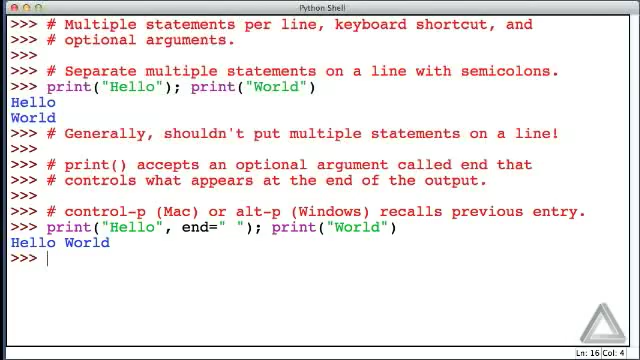 Python Shell
>>> # Multiple statements per line, keyboard shortcut, and
>>> # optional arguments.
>>>
>>> # Separate multiple statements on a line with semicolons.
>>> print("Hello"); print("World")
Hello
World
>>> # Generally, shouldn't put multiple statements on a line!
>>>
>>> # print() accepts an optional argument called end that
>>> # controls what appears at the end of the output.
>>>
>>> # control-p (Mac) or alt-p (Windows) recalls previous entry.
>>> print("Hello", end=" "); print("World")
Hello World
>>>
Ln: 16 Col: 4